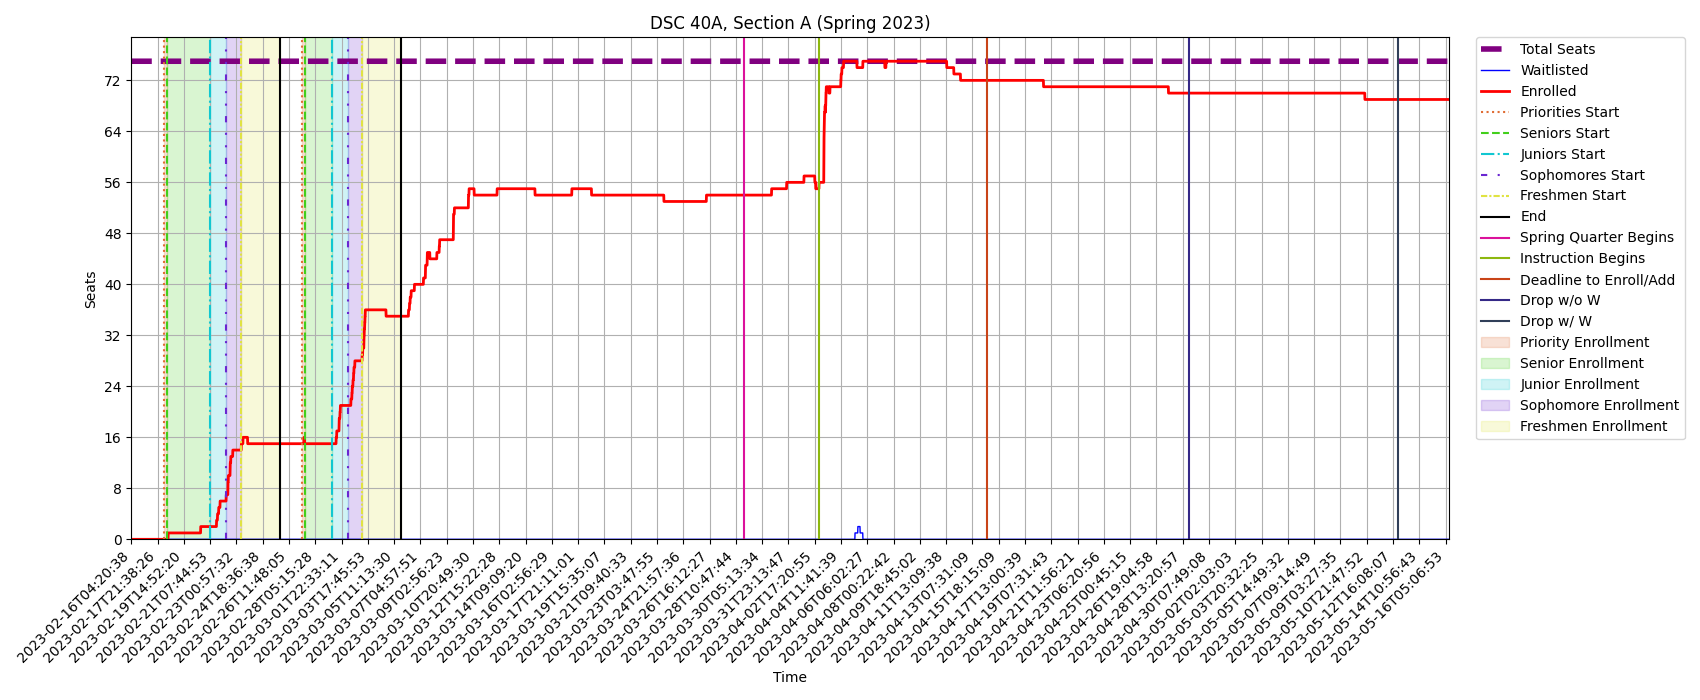 DSC 40A, Section A (Spring 2023)
Seats
72
64
56
48
40
32
24
16
8
0
2023-02-16T04:20:38
2023-02-17T21:38:26
2023-02-19T14:52:20
2023-02-21T07:44:53
2023-02-23T00:57:32
2023-02-24T18:36:38
2023-02-26T11:48:05
2023-02-28T05:15:28
2023-03-01T22:33:11
2023-03-03T17:45:53
2023-03-05T11:13:30
2023-03-07T04:57:51
2023-03-09T02:56:23
2023-03-10T20:49:30
2023-03-12T15:22:28
2023-03-14T09:09:20
2023-03-16T02:56:29
2023-03-17T21:11:01
2023-03-19T15:35:07
2023-03-21T09:40:33
2023-03-23T03:47:55
2023-03-24T21:57:36
2023-03-26T16:12:27
2023-03-28T10:47:44
2023-03-30T05:13:34
2023-03-31T23:13:47
2023-04-02T17:20:55
2023-04-04T11:41:39
2023-04-06T06:02:27
2023-04-08T00:22:42
2023-04-09T18:45:02
2023-04-11T13:09:38
2023-04-13T07:31:09
2023-04-15T18:15:09
2023-04-17T13:00:39
2023-04-19T07:31:43
2023-04-21T11:56:21
2023-04-23T06:20:56
2023-04-25T00:45:15
2023-04-26T19:04:58
2023-04-28T13:20:57
2023-04-30T07:49:08
2023-05-02T02:03:03
2023-05-03T20:32:25
2023-05-05T14:49:32
2023-05-07T09:14:49
2023-05-09T03:27:35
2023-05-10T21:47:52
2023-05-12T16:08:07
2023-05-14T10:56:43
2023-05-16T05:06:53
Time
Total Seats
Waitlisted
Enrolled
Priorities Start
Seniors Start
Juniors Start
Sophomores Start
Freshmen Start
End
Spring Quarter Begins
Instruction Begins
Deadline to Enroll/Add
Drop w/o W
Drop w/ W
Priority Enrollment
Senior Enrollment
Junior Enrollment
Sophomore Enrollment
Freshmen Enrollment